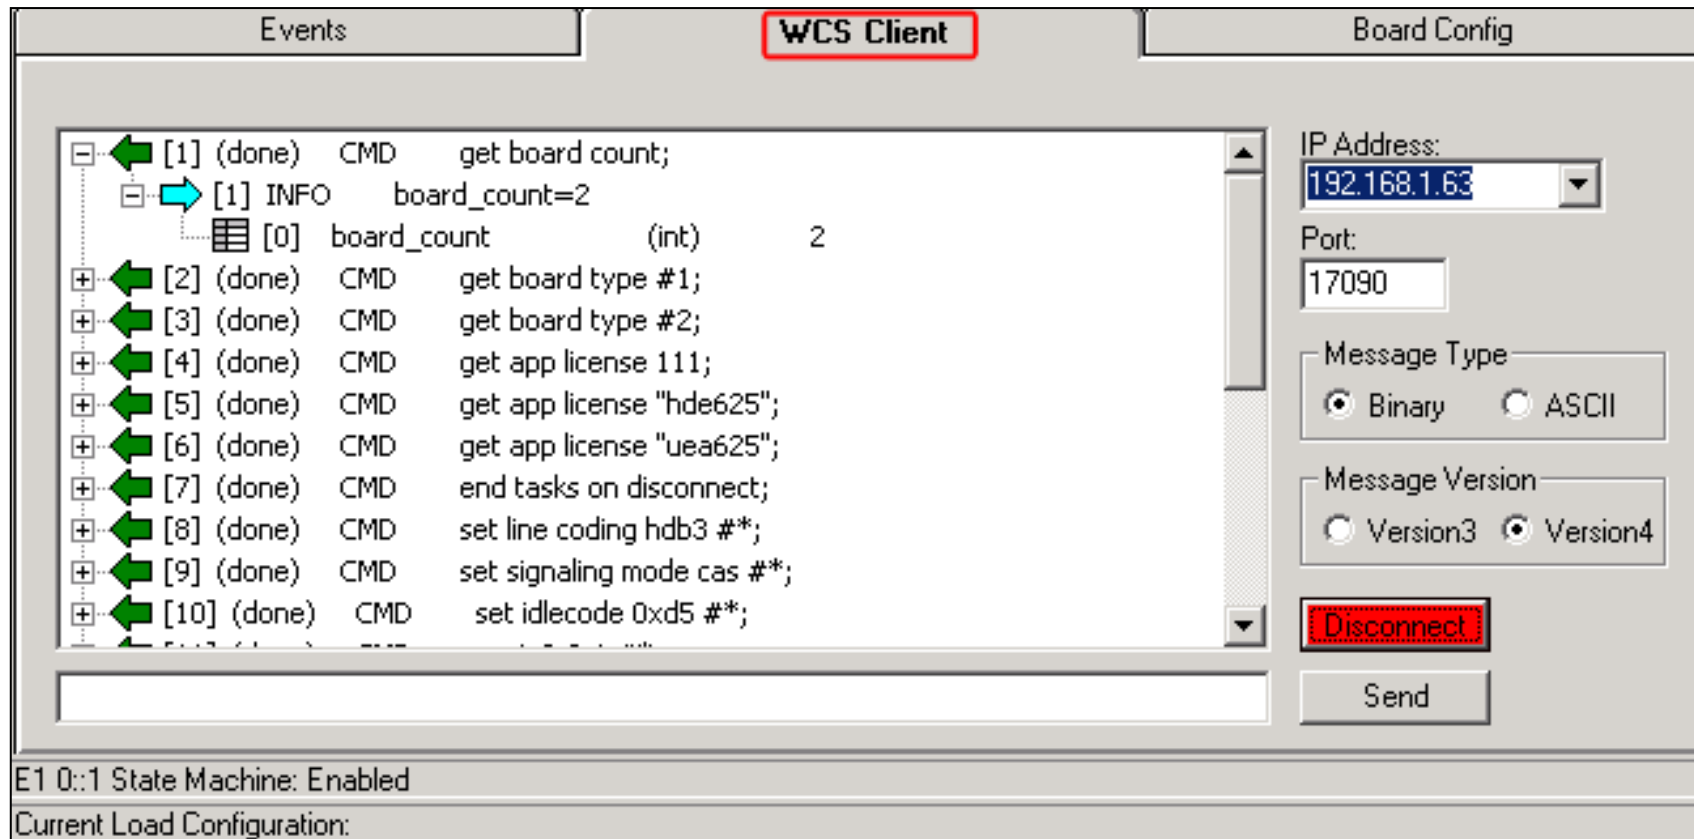 Events WCS Client Board Config
[1] (done) CMD get board count;
[1] INFO board_count=2
[0] board_count (int) 2
[2] (done) CMD get board type #1;
[3] (done) CMD get board type #2;
[4] (done) CMD get app license 111;
[5] (done) CMD get app license "hde625";
[6] (done) CMD get app license "uea625";
[7] (done) CMD end tasks on disconnect;
[8] (done) CMD set line coding hdb3 #*;
[9] (done) CMD set signaling mode cas #*;
[10] (done) CMD set idlecode 0xd5 #*;
IP Address:
192.168.1.63
Port:
17090
Message Type
Binary ASCII
Message Version
Version3 Version4
Disconnect
Send
E1 0::1 State Machine: Enabled
Current Load Configuration: